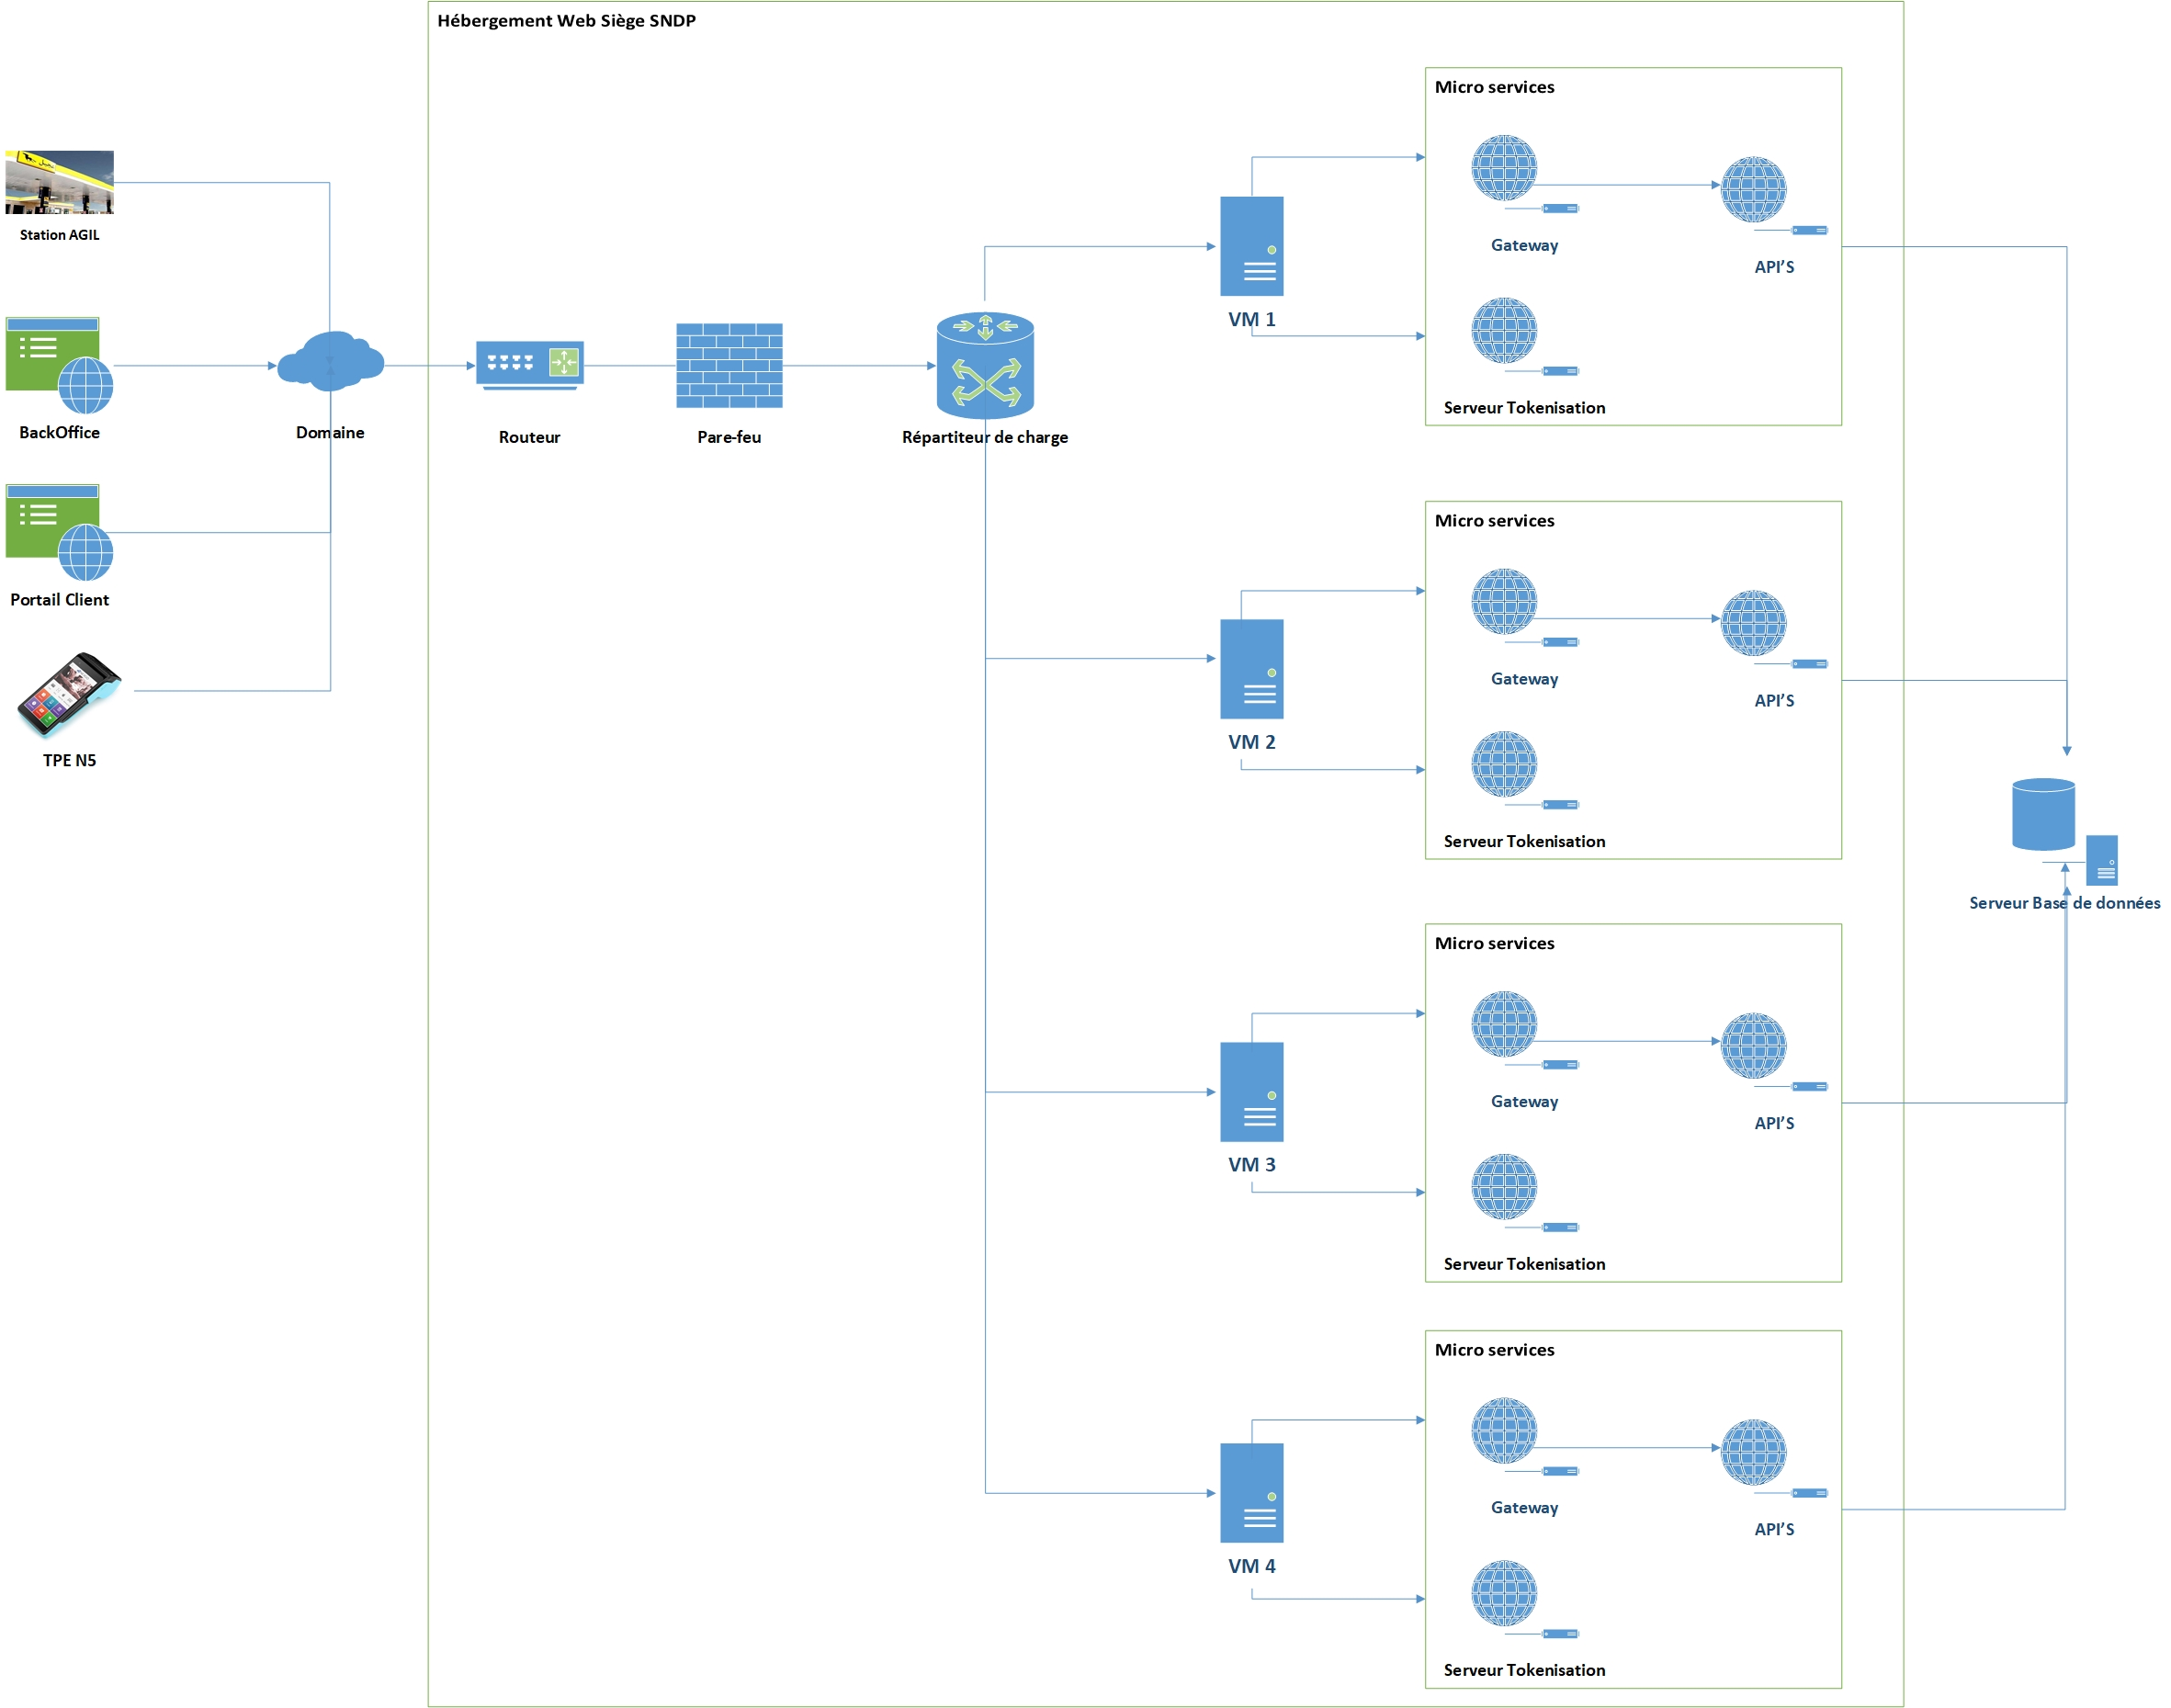 Hébergement Web Siège SNDP
Station AGIL
BackOffice
Portail Client
TPE N5
Domaine
Routeur
Pare-feu
Répartiteur de charge
VM 1
Micro services
Gateway
API’S
Serveur Tokenisation
VM 2
Micro services
Gateway
API’S
Serveur Tokenisation
VM 3
Micro services
Gateway
API’S
Serveur Tokenisation
VM 4
Micro services
Gateway
API’S
Serveur Tokenisation
Serveur Base de données